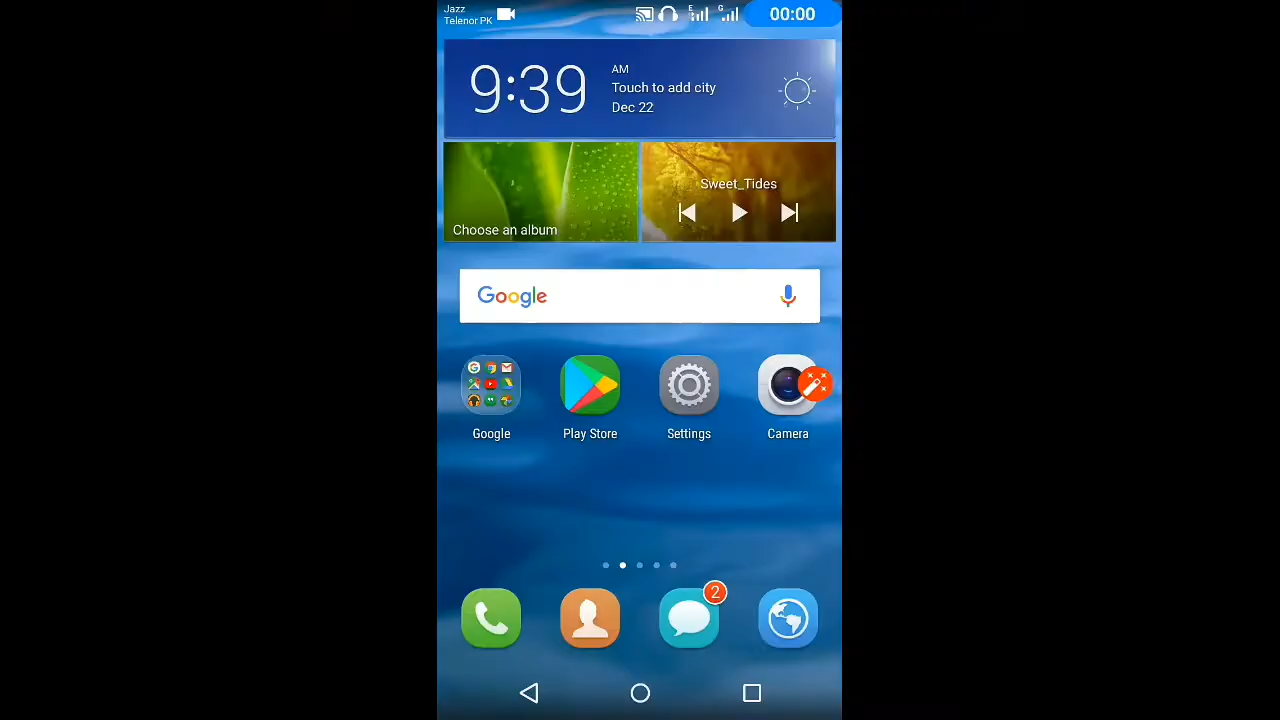 Jazz
Telenor PK
E
G
00:00
9:39
AM
Touch to add city
Dec 22
Choose an album
Sweet_Tides
Google
Google
Play Store
Settings
Camera
2